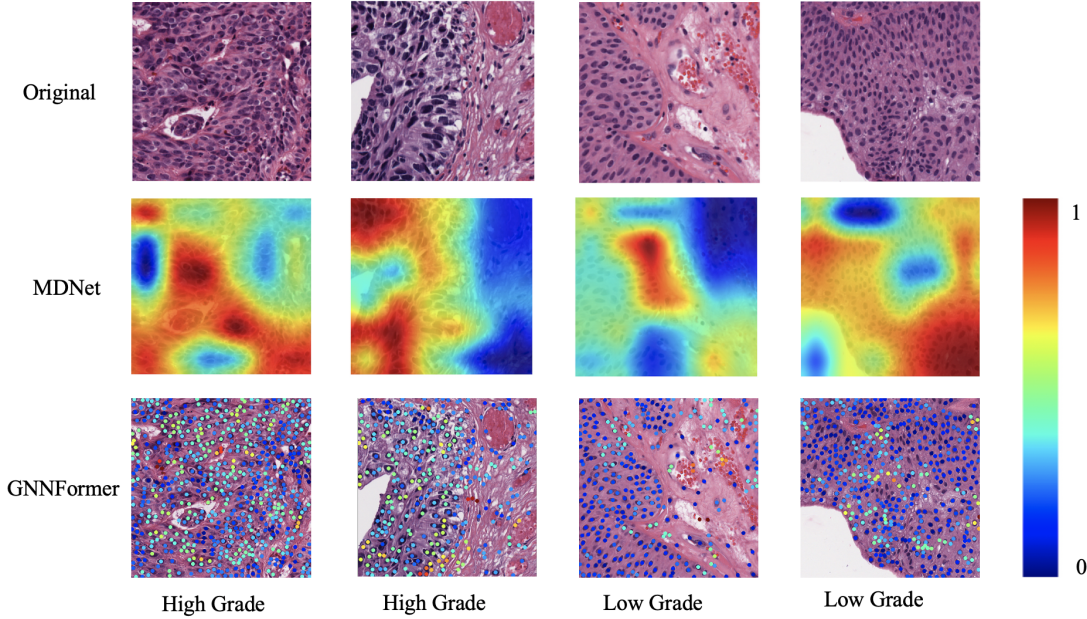 Original
MDNet
1
GNNFormer
0
High Grade
High Grade
Low Grade
Low Grade